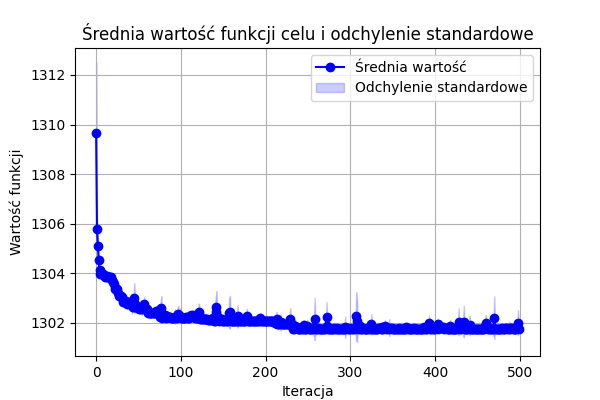 Średnia wartość funkcji celu i odchylenie standardowe
Średnia wartość
Odchylenie standardowe
Wartość funkcji
1312
1310
1308
1306
1304
1302
0 100 200 300 400 500
Iteracja